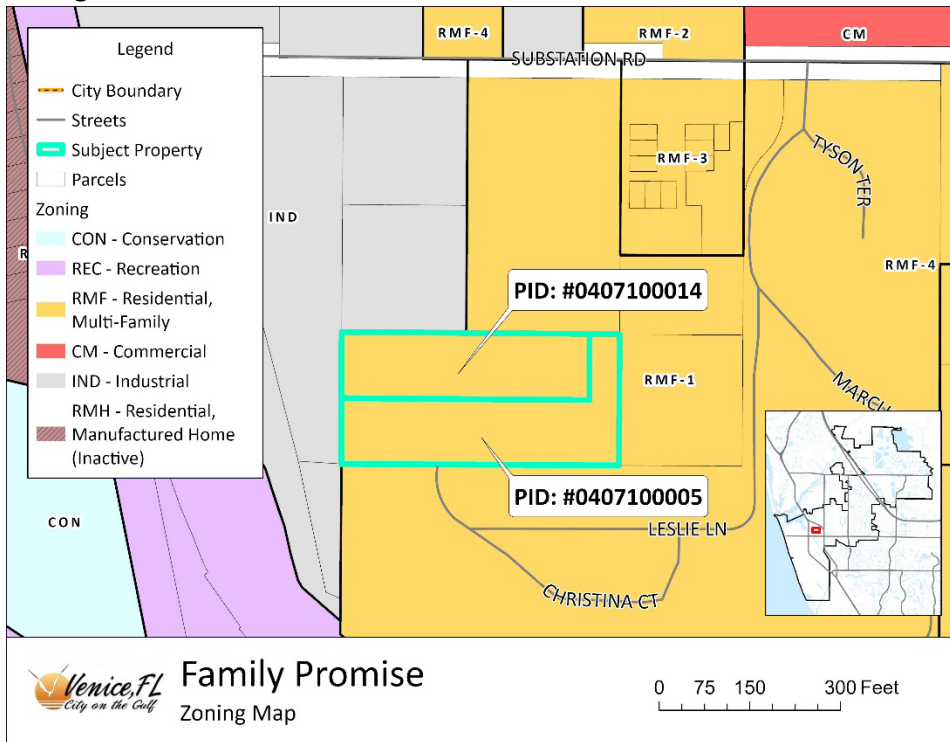 Legend
City Boundary
Streets
Subject Property
Parcels
Zoning
CON - Conservation
REC - Recreation
RMF - Residential,
Multi-Family
CM - Commercial
IND - Industrial
RMH - Residential,
Manufactured Home
(Inactive)
RMF-4
RMF-2
CM
SUBSTATION RD
RMF-3
TYSON TER
IND
R
RMF-4
PID: #0407100014
RMF-1
MARCH
PID: #0407100005
CON
LESLIE LN
CHRISTINA CT
Venice, FL
City on the Gulf
Family Promise
Zoning Map
0 75 150 300 Feet